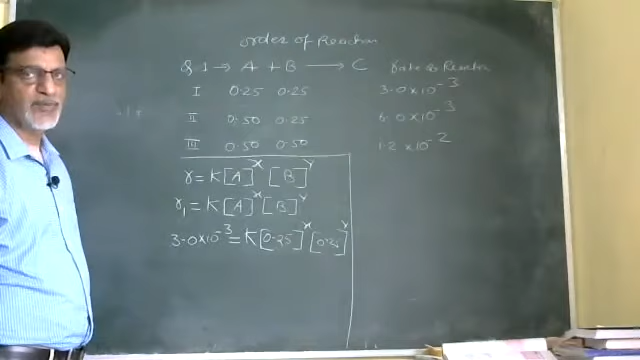 order of Reaction
Q 1 → A + B ⟶ C Rate of Reaction
I 0.25 0.25 3.0×10⁻³
II 0.50 0.25 6.0×10⁻³
III 0.50 0.50 1.2×10⁻²
r = K[A]ˣ [B]ʸ
r₁ = K[A]ˣ [B]ʸ
3.0×10⁻³ = K[0.25]ˣ [0.25]ʸ